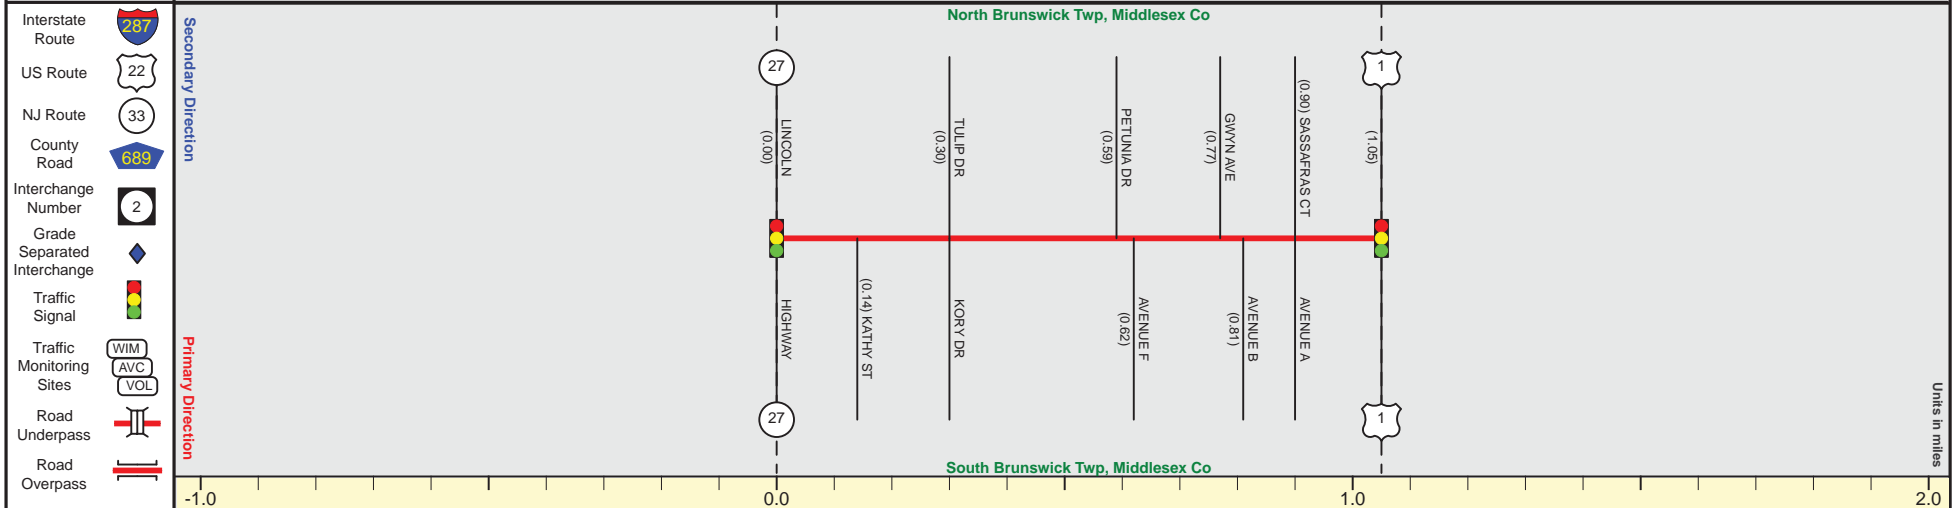 Interstate
Route
287
US Route
22
NJ Route
33
County
Road
689
Interchange
Number
2
Grade
Separated
Interchange
Traffic
Signal
Traffic
Monitoring
Sites
WIM
AVC
VOL
Road
Underpass
Road
Overpass
Secondary Direction
Primary Direction
North Brunswick Twp, Middlesex Co
27
LINCOLN
(0.00)
TULIP DR
(0.30)
PETUNIA DR
(0.59)
GWYN AVE
(0.77)
(0.90) SASSAFRAS CT
1
(1.05)
HIGHWAY
27
(0.14) KATHY ST
KORY DR
AVENUE F
(0.62)
AVENUE B
(0.81)
AVENUE A
1
South Brunswick Twp, Middlesex Co
Units in miles
-1.0
0.0
1.0
2.0